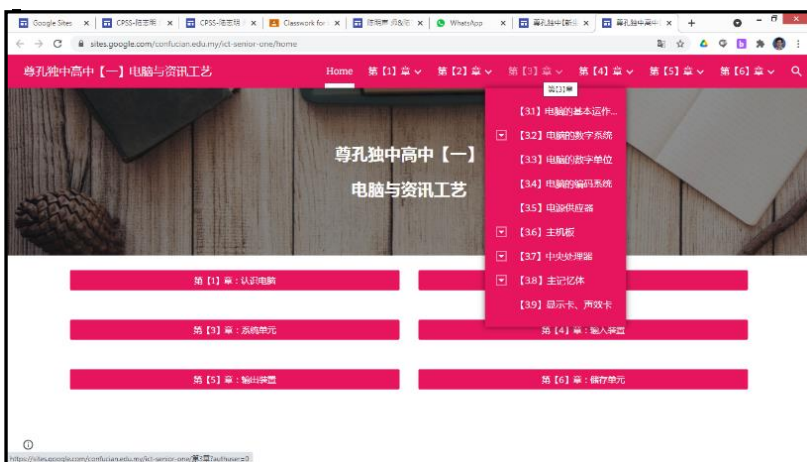 Google Sites
CPSS-陈志明
CPSS-陈志明
Classwork for
WhatsApp
sites.google.com/confucian.edu.my/ict-senior-one/home
尊孔独中高中【一】电脑与资讯工艺
Home 第【1】章 第【2】章 第【3】章 第【4】章 第【5】章 第【6】章
第【3】章
【3.1】电脑的基本运作...
【3.2】电脑的数字系统
【3.3】电脑的数字单位
【3.4】电脑的编码系统
【3.5】电源供应器
【3.6】主机板
【3.7】中央处理器
【3.8】主记忆体
【3.9】显示卡、声效卡
尊孔独中高中【一】
电脑与资讯工艺
第【1】章：认识电脑
第【3】章：系统单元
第【4】章：输入装置
第【5】章：输出装置
第【6】章：储存单元
https://sites.google.com/confucian.edu.my/ict-senior-one/第3章?authuser=0